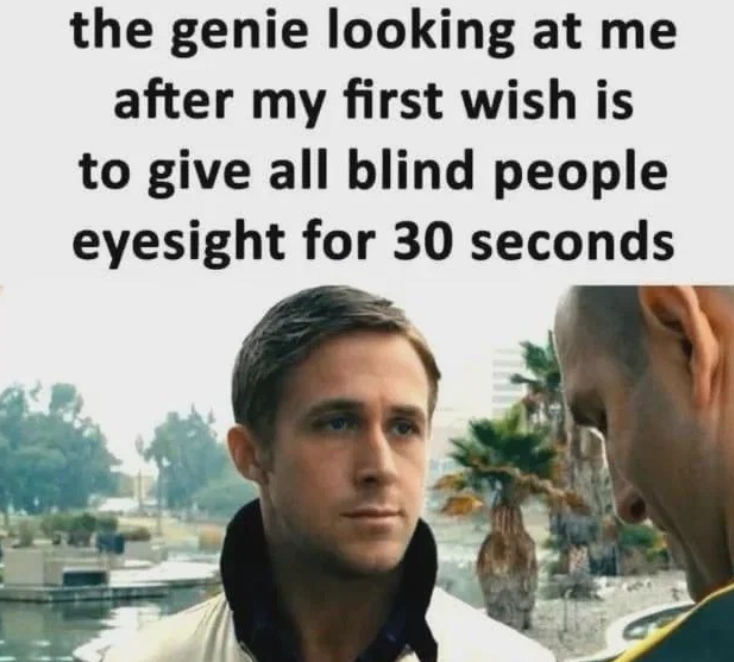 the genie looking at me
after my first wish is
to give all blind people
eyesight for 30 seconds